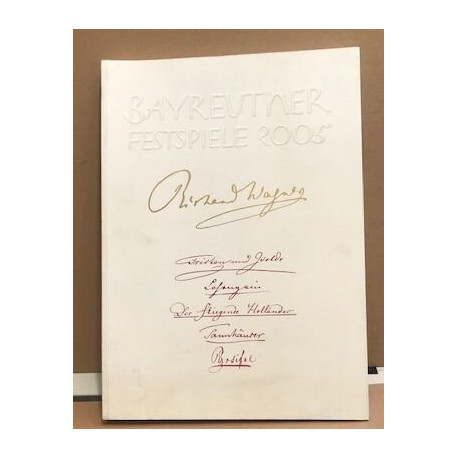 BAYREUTHER
FESTSPIELE 2005
Richard Wagner
Tristan und Isolde
Lohengrin
Der fliegende Holländer
Tannhäuser
Parsifal